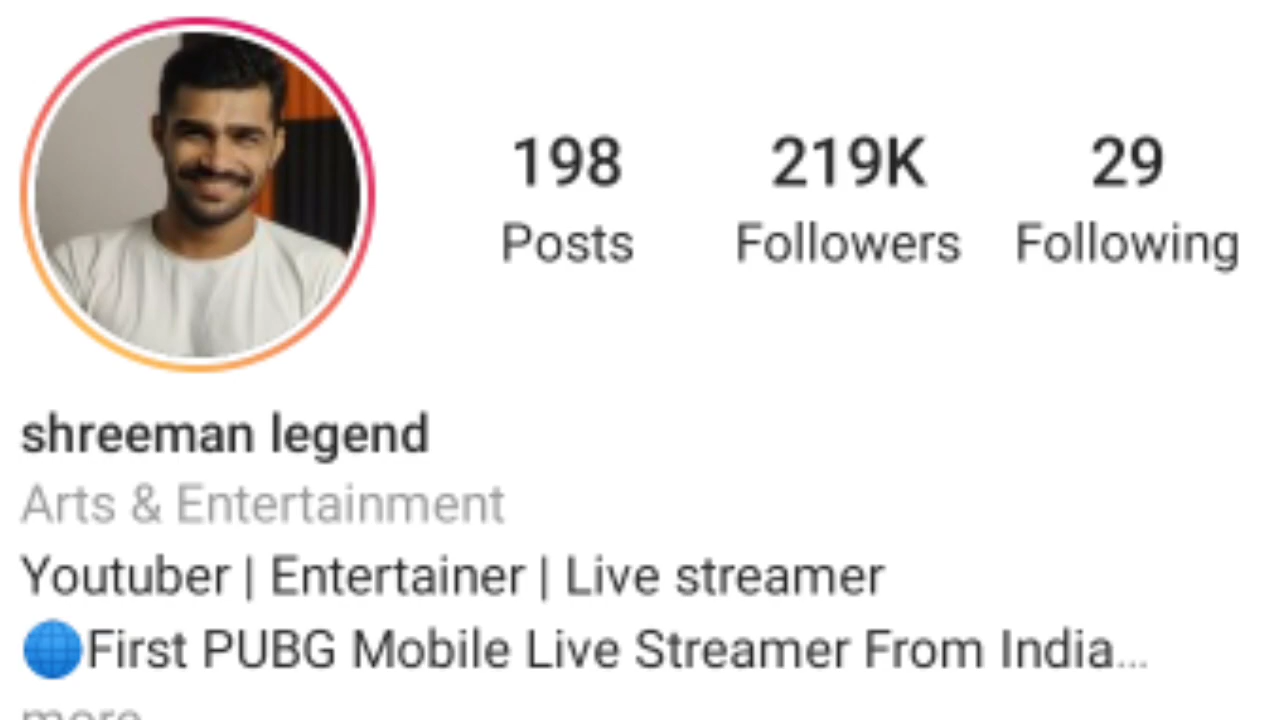 198 219K 29
Posts Followers Following
shreeman legend
Arts & Entertainment
Youtuber | Entertainer | Live streamer
🌐First PUBG Mobile Live Streamer From India...
more